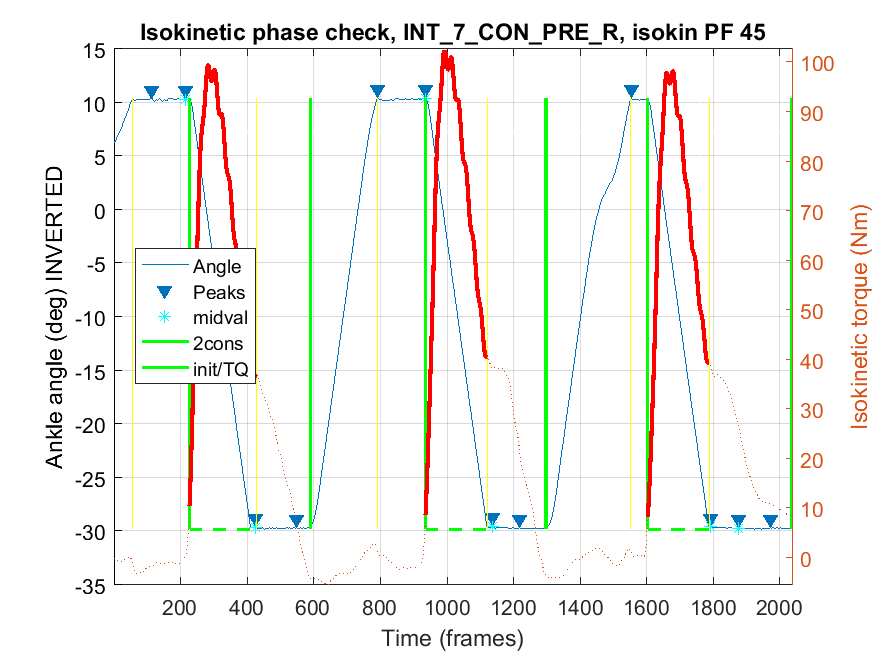 Isokinetic phase check, INT_7_CON_PRE_R, isokin PF 45
Ankle angle (deg) INVERTED
15
10
5
0
-5
-10
-15
-20
-25
-30
-35
Angle
Peaks
midval
2cons
init/TQ
100
90
80
70
60
50
40
30
20
10
0
Isokinetic torque (Nm)
200 400 600 800 1000 1200 1400 1600 1800 2000
Time (frames)